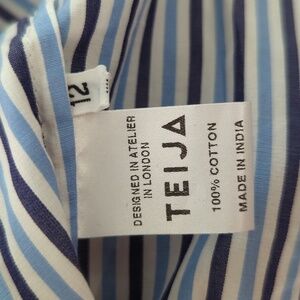 12
DESIGNED IN ATELIER
IN LONDON
TEIJA
100% COTTON
MADE IN INDIA